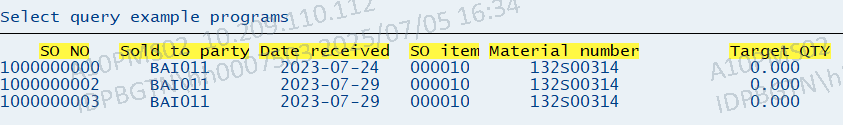 Select query example programs
SO NO Sold to party Date received SO item Material number Target QTY
1000000000 BAI011 2023-07-24 000010 132S00314 0.000
1000000002 BAI011 2023-07-29 000010 132S00314 0.000
1000000003 BAI011 2023-07-29 000010 132S00314 0.000